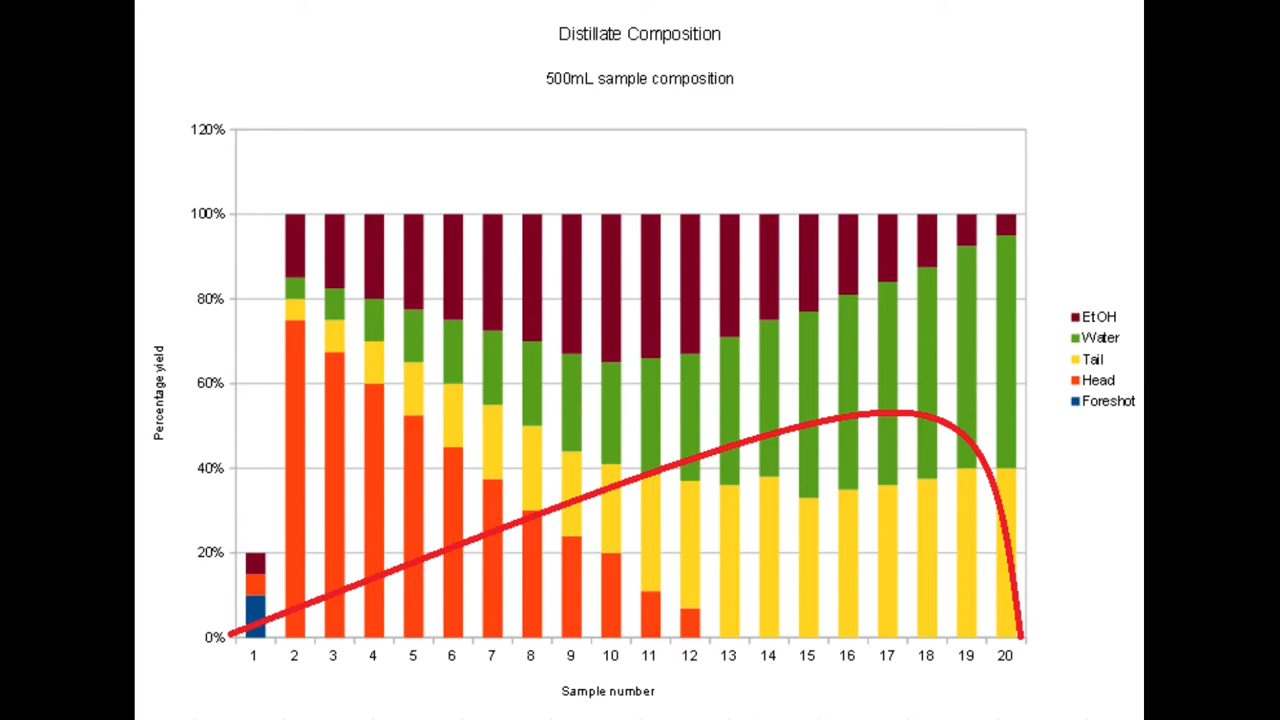 Distillate Composition
500mL sample composition
120%
100%
80%
60%
40%
20%
0%
Percentage yield
1 2 3 4 5 6 7 8 9 10 11 12 13 14 15 16 17 18 19 20
Sample number
EtOH
Water
Tail
Head
Foreshot